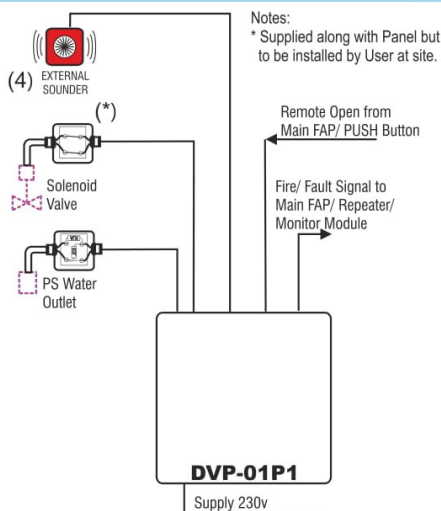 Notes:
* Supplied along with Panel but
to be installed by User at site.
(4) EXTERNAL
SOUNDER
(*)
Remote Open from
Main FAP/ PUSH Button
Solenoid
Valve
Fire/ Fault Signal to
Main FAP/ Repeater/
Monitor Module
PS Water
Outlet
DVP-01P1
Supply 230v